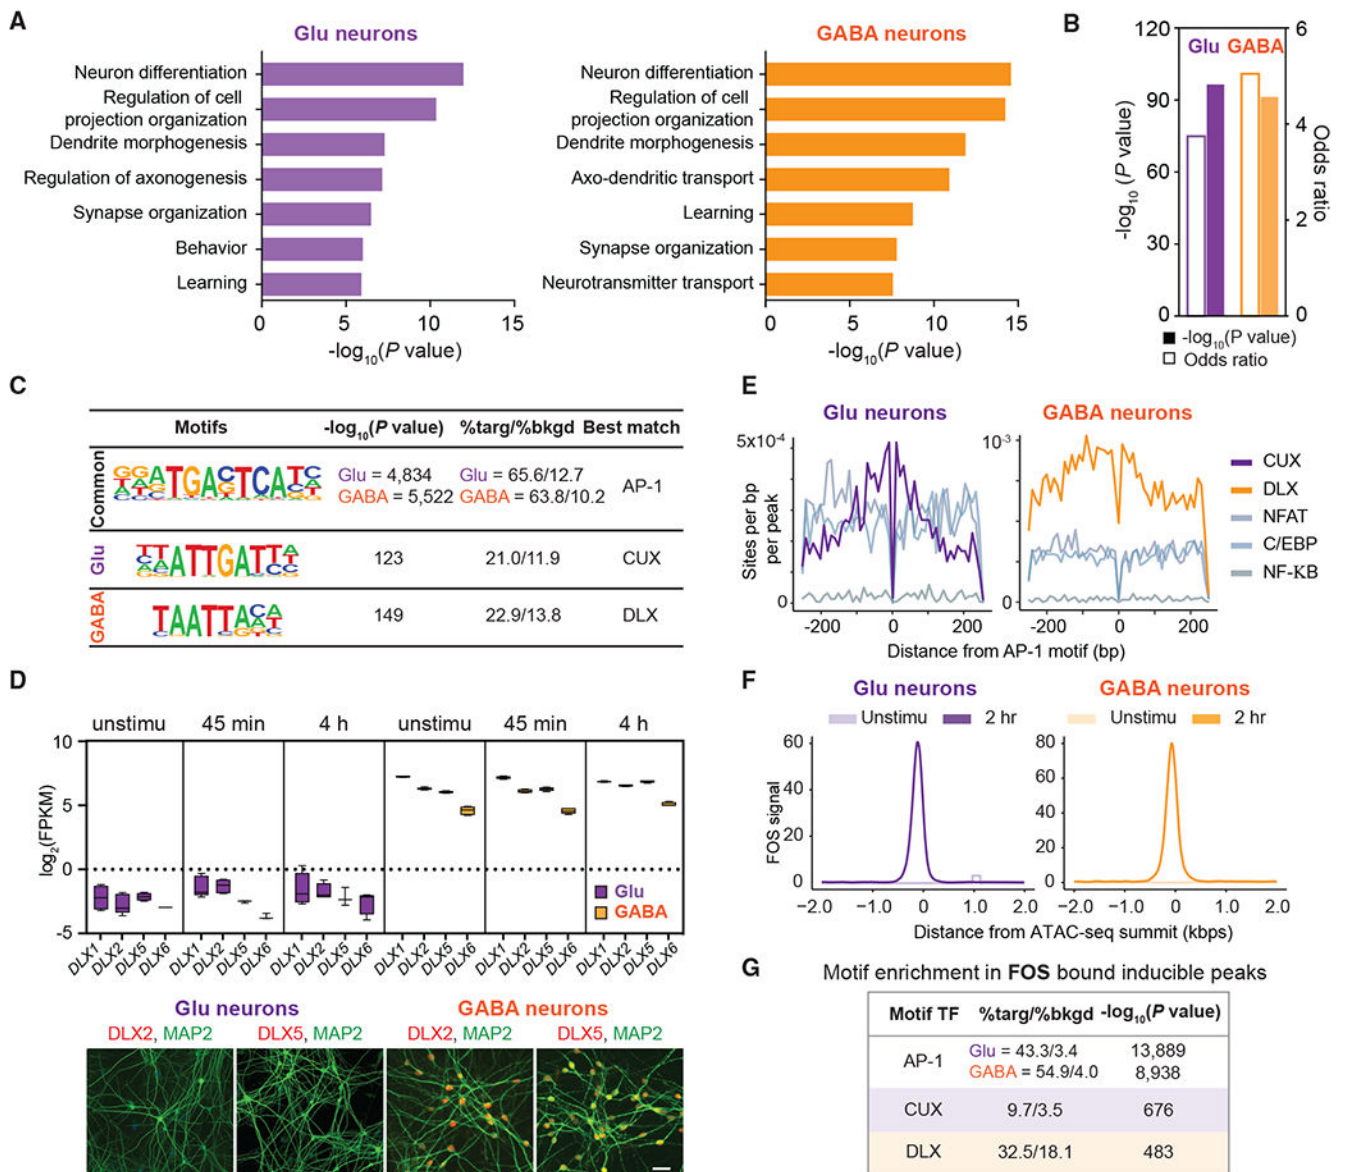 A
Glu neurons
Neuron differentiation
Regulation of cell
projection organization
Dendrite morphogenesis
Regulation of axonogenesis
Synapse organization
Behavior
Learning
0 5 10 15
-log10(P value)
GABA neurons
Neuron differentiation
Regulation of cell
projection organization
Dendrite morphogenesis
Axo-dendritic transport
Learning
Synapse organization
Neurotransmitter transport
0 5 10 15
-log10(P value)
B
120
90
60
30
0
-log10 (P value)
Glu GABA
6
4
2
0
Odds ratio
-log10(P value)
Odds ratio
C
Motifs -log10(P value) %targ/%bkgd Best match
Common
Glu = 4,834 Glu = 65.6/12.7
GABA = 5,522 GABA = 63.8/10.2
AP-1
Glu
ATTGATT
123 21.0/11.9 CUX
GABA
TAATTA
149 22.9/13.8 DLX
D
unstimu 45 min 4 h unstimu 45 min 4 h
10
5
0
-5
log2(FPKM)
Glu
GABA
DLX1 DLX2 DLX5 DLX6 DLX1 DLX2 DLX5 DLX6 DLX1 DLX2 DLX5 DLX6 DLX1 DLX2 DLX5 DLX6 DLX1 DLX2 DLX5 DLX6 DLX1 DLX2 DLX5 DLX6
Glu neurons GABA neurons
DLX2, MAP2 DLX5, MAP2 DLX2, MAP2 DLX5, MAP2
E
Glu neurons GABA neurons
5x10-4
0
Sites per bp
per peak
10-3
0
-200 0 200 -200 0 200
Distance from AP-1 motif (bp)
CUX
DLX
NFAT
C/EBP
NF-KB
F
Glu neurons GABA neurons
Unstimu 2 hr Unstimu 2 hr
60
40
20
0
FOS signal
80
60
40
20
0
−2.0 −1.0 0 1.0 2.0 −2.0 −1.0 0 1.0 2.0
Distance from ATAC-seq summit (kbps)
G
Motif enrichment in FOS bound inducible peaks
Motif TF %targ/%bkgd -log10(P value)
AP-1
Glu = 43.3/3.4 13,889
GABA = 54.9/4.0 8,938
CUX 9.7/3.5 676
DLX 32.5/18.1 483